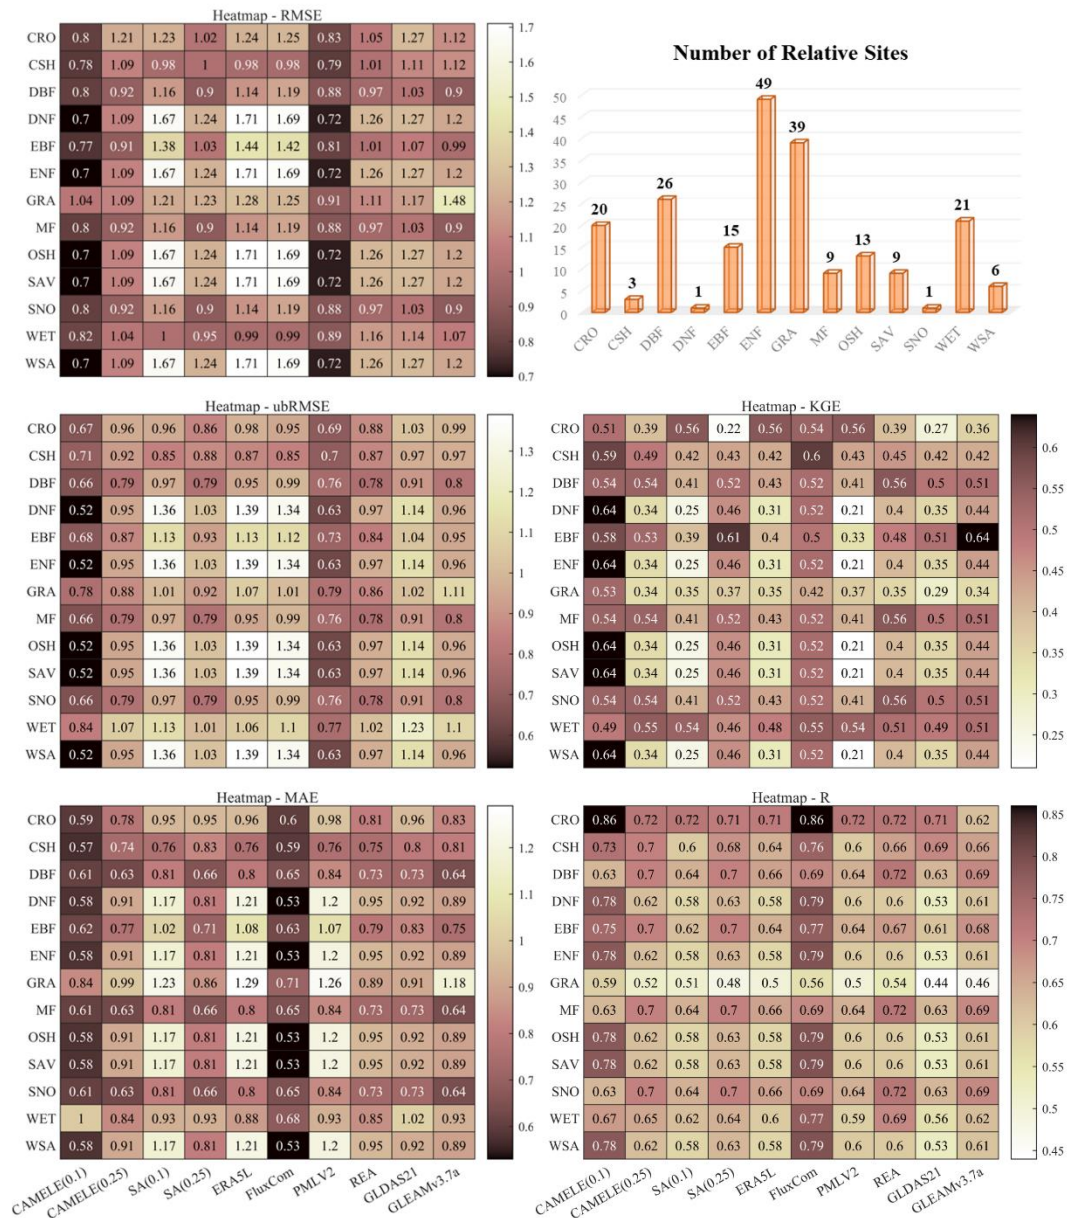 Heatmap - RMSE
CRO 0.8 1.21 1.23 1.02 1.24 1.25 0.83 1.05 1.27 1.12
CSH 0.78 1.09 0.98 1 0.98 0.98 0.79 1.01 1.11 1.12
DBF 0.8 0.92 1.16 0.9 1.14 1.19 0.88 0.97 1.03 0.9
DNF 0.7 1.09 1.67 1.24 1.71 1.69 0.72 1.26 1.27 1.2
EBF 0.77 0.91 1.38 1.03 1.44 1.42 0.81 1.01 1.07 0.99
ENF 0.7 1.09 1.67 1.24 1.71 1.69 0.72 1.26 1.27 1.2
GRA 1.04 1.09 1.21 1.23 1.28 1.25 0.91 1.11 1.17 1.48
MF 0.8 0.92 1.16 0.9 1.14 1.19 0.88 0.97 1.03 0.9
OSH 0.7 1.09 1.67 1.24 1.71 1.69 0.72 1.26 1.27 1.2
SAV 0.7 1.09 1.67 1.24 1.71 1.69 0.72 1.26 1.27 1.2
SNO 0.8 0.92 1.16 0.9 1.14 1.19 0.88 0.97 1.03 0.9
WET 0.82 1.04 1 0.95 0.99 0.99 0.89 1.16 1.14 1.07
WSA 0.7 1.09 1.67 1.24 1.71 1.69 0.72 1.26 1.27 1.2
1.7
1.6
1.5
1.4
1.3
1.2
1.1
1
0.9
0.8
0.7
Number of Relative Sites
50
45
40
35
30
25
20
15
10
5
0
20 3 26 1 15 49 39 9 13 9 1 21 6
CRO CSH DBF DNF EBF ENF GRA MF OSH SAV SNO WET WSA
Heatmap - ubRMSE
CRO 0.67 0.96 0.96 0.86 0.98 0.95 0.69 0.88 1.03 0.99
CSH 0.71 0.92 0.85 0.88 0.87 0.85 0.7 0.87 0.97 0.97
DBF 0.66 0.79 0.97 0.79 0.95 0.99 0.76 0.78 0.91 0.8
DNF 0.52 0.95 1.36 1.03 1.39 1.34 0.63 0.97 1.14 0.96
EBF 0.68 0.87 1.13 0.93 1.13 1.12 0.73 0.84 1.04 0.95
ENF 0.52 0.95 1.36 1.03 1.39 1.34 0.63 0.97 1.14 0.96
GRA 0.78 0.88 1.01 0.92 1.07 1.01 0.79 0.86 1.02 1.11
MF 0.66 0.79 0.97 0.79 0.95 0.99 0.76 0.78 0.91 0.8
OSH 0.52 0.95 1.36 1.03 1.39 1.34 0.63 0.97 1.14 0.96
SAV 0.52 0.95 1.36 1.03 1.39 1.34 0.63 0.97 1.14 0.96
SNO 0.66 0.79 0.97 0.79 0.95 0.99 0.76 0.78 0.91 0.8
WET 0.84 1.07 1.13 1.01 1.06 1.1 0.77 1.02 1.23 1.1
WSA 0.52 0.95 1.36 1.03 1.39 1.34 0.63 0.97 1.14 0.96
1.3
1.2
1.1
1
0.9
0.8
0.7
0.6
Heatmap - KGE
CRO 0.51 0.39 0.56 0.22 0.56 0.54 0.56 0.39 0.27 0.36
CSH 0.59 0.49 0.42 0.43 0.42 0.6 0.43 0.45 0.42 0.42
DBF 0.54 0.54 0.41 0.52 0.43 0.52 0.41 0.56 0.5 0.51
DNF 0.64 0.34 0.25 0.46 0.31 0.52 0.21 0.4 0.35 0.44
EBF 0.58 0.53 0.39 0.61 0.4 0.5 0.33 0.48 0.51 0.64
ENF 0.64 0.34 0.25 0.46 0.31 0.52 0.21 0.4 0.35 0.44
GRA 0.53 0.34 0.35 0.37 0.35 0.42 0.37 0.35 0.29 0.34
MF 0.54 0.54 0.41 0.52 0.43 0.52 0.41 0.56 0.5 0.51
OSH 0.64 0.34 0.25 0.46 0.31 0.52 0.21 0.4 0.35 0.44
SAV 0.64 0.34 0.25 0.46 0.31 0.52 0.21 0.4 0.35 0.44
SNO 0.54 0.54 0.41 0.52 0.43 0.52 0.41 0.56 0.5 0.51
WET 0.49 0.55 0.54 0.46 0.48 0.55 0.54 0.51 0.49 0.51
WSA 0.64 0.34 0.25 0.46 0.31 0.52 0.21 0.4 0.35 0.44
0.6
0.55
0.5
0.45
0.4
0.35
0.3
0.25
Heatmap - MAE
CRO 0.59 0.78 0.95 0.95 0.96 0.6 0.98 0.81 0.96 0.83
CSH 0.57 0.74 0.76 0.83 0.76 0.59 0.76 0.75 0.8 0.81
DBF 0.61 0.63 0.81 0.66 0.8 0.65 0.84 0.73 0.73 0.64
DNF 0.58 0.91 1.17 0.81 1.21 0.53 1.2 0.95 0.92 0.89
EBF 0.62 0.77 1.02 0.71 1.08 0.63 1.07 0.79 0.83 0.75
ENF 0.58 0.91 1.17 0.81 1.21 0.53 1.2 0.95 0.92 0.89
GRA 0.84 0.99 1.23 0.86 1.29 0.71 1.26 0.89 0.91 1.18
MF 0.61 0.63 0.81 0.66 0.8 0.65 0.84 0.73 0.73 0.64
OSH 0.58 0.91 1.17 0.81 1.21 0.53 1.2 0.95 0.92 0.89
SAV 0.58 0.91 1.17 0.81 1.21 0.53 1.2 0.95 0.92 0.89
SNO 0.61 0.63 0.81 0.66 0.8 0.65 0.84 0.73 0.73 0.64
WET 1 0.84 0.93 0.93 0.88 0.68 0.93 0.85 1.02 0.93
WSA 0.58 0.91 1.17 0.81 1.21 0.53 1.2 0.95 0.92 0.89
CAMELE(0.1) CAMELE(0.25) SA(0.1) SA(0.25) ERA5L FluxCom PMLV2 REA GLDAS21 GLEAMv3.7a
1.2
1.1
1
0.9
0.8
0.7
0.6
Heatmap - R
CRO 0.86 0.72 0.72 0.71 0.71 0.86 0.72 0.72 0.71 0.62
CSH 0.73 0.7 0.6 0.68 0.64 0.76 0.6 0.66 0.69 0.66
DBF 0.63 0.7 0.64 0.7 0.66 0.69 0.64 0.72 0.63 0.69
DNF 0.78 0.62 0.58 0.63 0.58 0.79 0.6 0.6 0.53 0.61
EBF 0.75 0.7 0.62 0.7 0.64 0.77 0.64 0.67 0.61 0.68
ENF 0.78 0.62 0.58 0.63 0.58 0.79 0.6 0.6 0.53 0.61
GRA 0.59 0.52 0.51 0.48 0.5 0.56 0.5 0.54 0.44 0.46
MF 0.63 0.7 0.64 0.7 0.66 0.69 0.64 0.72 0.63 0.69
OSH 0.78 0.62 0.58 0.63 0.58 0.79 0.6 0.6 0.53 0.61
SAV 0.78 0.62 0.58 0.63 0.58 0.79 0.6 0.6 0.53 0.61
SNO 0.63 0.7 0.64 0.7 0.66 0.69 0.64 0.72 0.63 0.69
WET 0.67 0.65 0.62 0.64 0.6 0.77 0.59 0.69 0.56 0.62
WSA 0.78 0.62 0.58 0.63 0.58 0.79 0.6 0.6 0.53 0.61
CAMELE(0.1) CAMELE(0.25) SA(0.1) SA(0.25) ERA5L FluxCom PMLV2 REA GLDAS21 GLEAMv3.7a
0.85
0.8
0.75
0.7
0.65
0.6
0.55
0.5
0.45